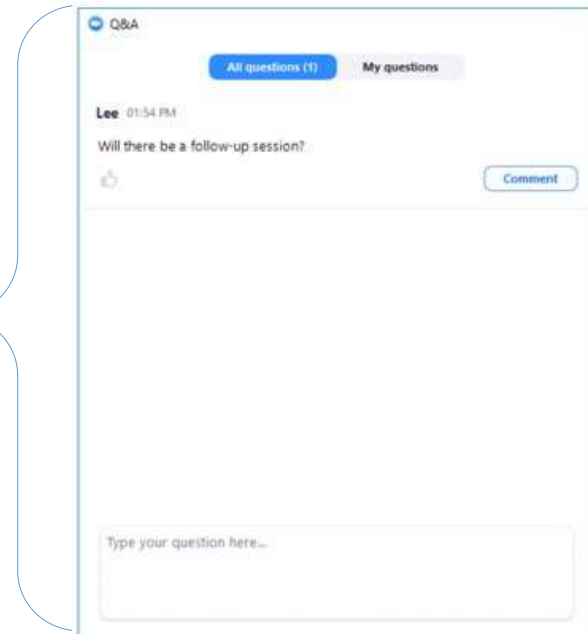 Q&A
All questions (1) My questions
Lee 01:54 PM
Will there be a follow-up session?
Comment
Type your question here...